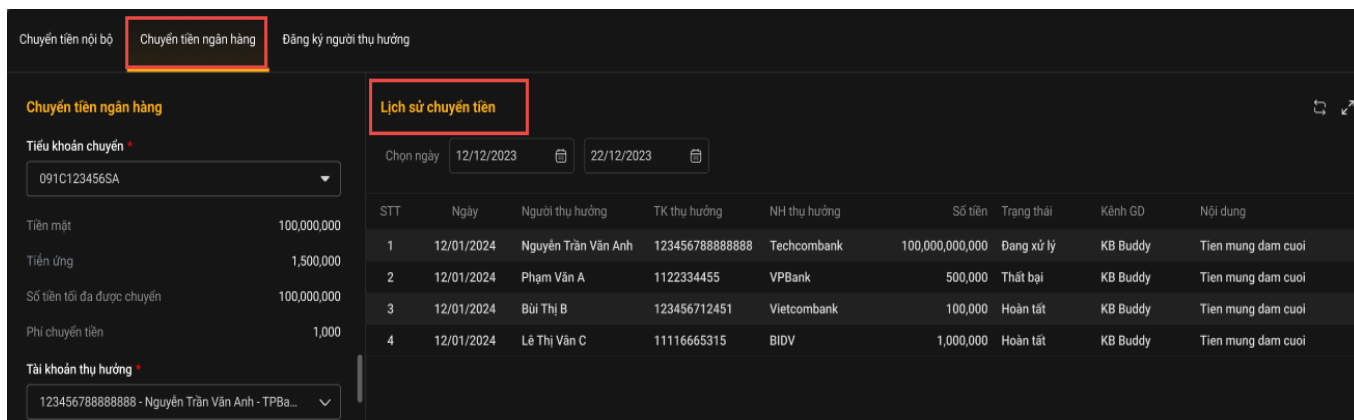 Chuyển tiền nội bộ Chuyển tiền ngân hàng Đăng ký người thụ hưởng
Chuyển tiền ngân hàng
Tiểu khoản chuyển *
091C123456SA
Tiền mặt 100,000,000
Tiền ứng 1,500,000
Số tiền tối đa được chuyển 100,000,000
Phí chuyển tiền 1,000
Tài khoản thụ hưởng *
123456788888888 - Nguyễn Trần Văn Anh - TPBa...
Lịch sử chuyển tiền
Chọn ngày 12/12/2023 22/12/2023
STT Ngày Người thụ hưởng TK thụ hưởng NH thụ hưởng Số tiền Trạng thái Kênh GD Nội dung
1 12/01/2024 Nguyễn Trần Văn Anh 123456788888888 Techcombank 100,000,000,000 Đang xử lý KB Buddy Tien mung dam cuoi
2 12/01/2024 Phạm Văn A 1122334455 VPBank 500,000 Thất bại KB Buddy Tien mung dam cuoi
3 12/01/2024 Bùi Thị B 123456712451 Vietcombank 100,000 Hoàn tất KB Buddy Tien mung dam cuoi
4 12/01/2024 Lê Thị Vân C 11116665315 BIDV 1,000,000 Hoàn tất KB Buddy Tien mung dam cuoi